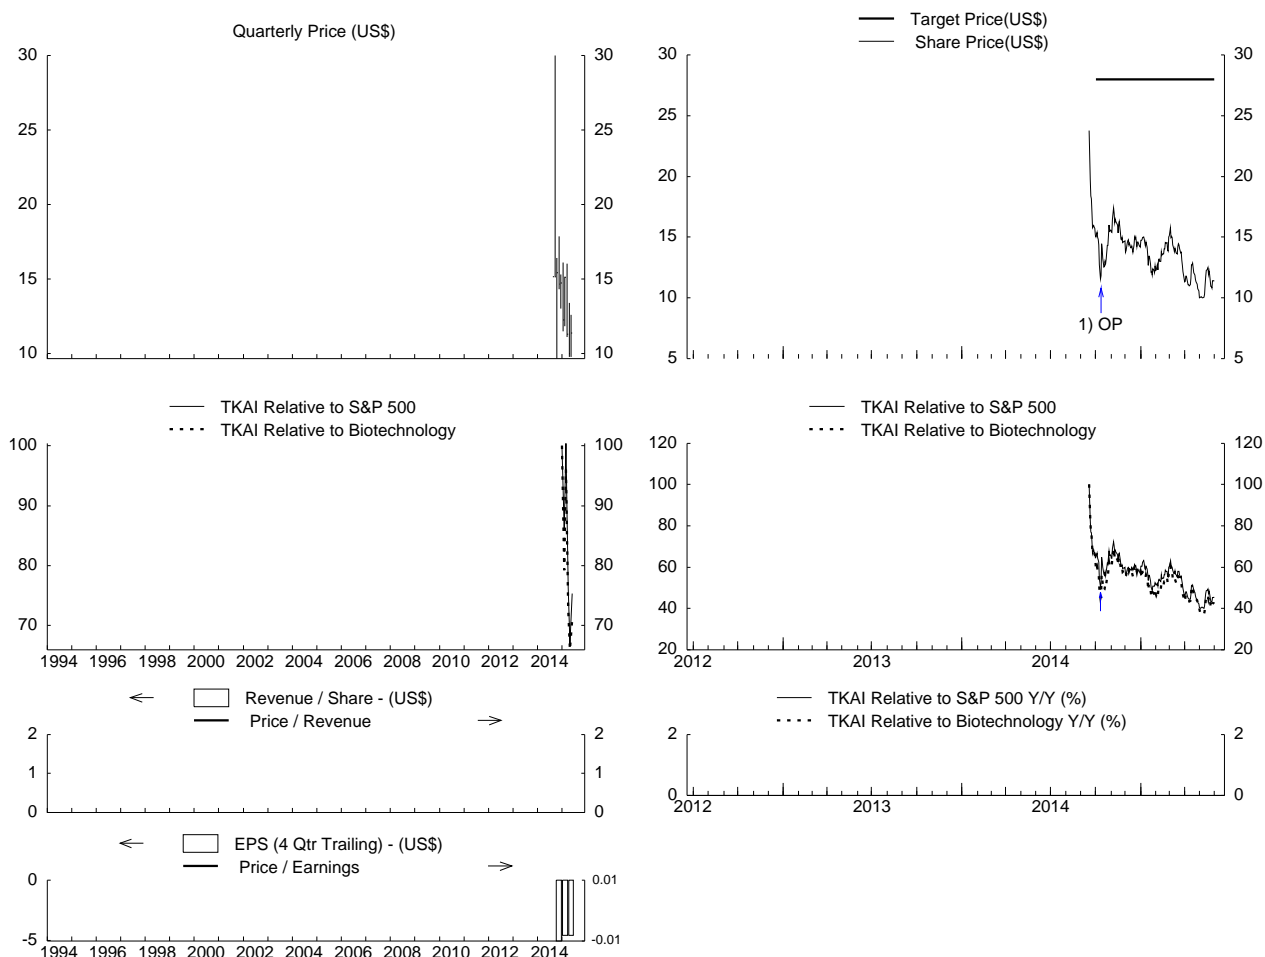 Quarterly Price (US$)
30 30
25 25
20 20
15 15
10 10
TKAI Relative to S&P 500
TKAI Relative to Biotechnology
100 100
90 90
80 80
70 70
1994 1996 1998 2000 2002 2004 2006 2008 2010 2012 2014
Revenue / Share - (US$)
Price / Revenue
2 2
1 1
0 0
EPS (4 Qtr Trailing) - (US$)
Price / Earnings
0 0.01
-5 -0.01
1994 1996 1998 2000 2002 2004 2006 2008 2010 2012 2014
Target Price(US$)
Share Price(US$)
30 30
25 25
20 20
15 15
10 10
1) OP
5 5
TKAI Relative to S&P 500
TKAI Relative to Biotechnology
120 120
100 100
80 80
60 60
40 40
20 20
2012 2013 2014
TKAI Relative to S&P 500 Y/Y (%)
TKAI Relative to Biotechnology Y/Y (%)
2 2
0 0
2012 2013 2014